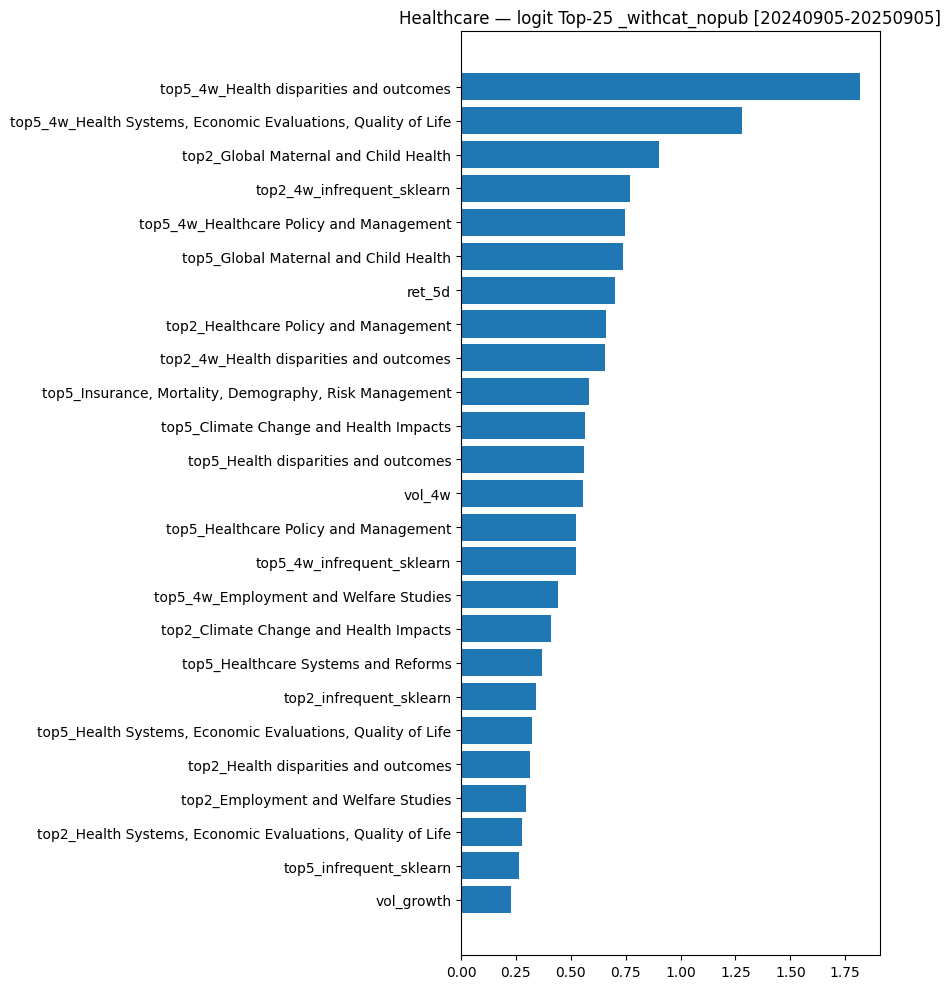 Healthcare — logit Top-25 _withcat_nopub [20240905-20250905]
top5_4w_Health disparities and outcomes
top5_4w_Health Systems, Economic Evaluations, Quality of Life
top2_Global Maternal and Child Health
top2_4w_infrequent_sklearn
top5_4w_Healthcare Policy and Management
top5_Global Maternal and Child Health
ret_5d
top2_Healthcare Policy and Management
top2_4w_Health disparities and outcomes
top5_Insurance, Mortality, Demography, Risk Management
top5_Climate Change and Health Impacts
top5_Health disparities and outcomes
vol_4w
top5_Healthcare Policy and Management
top5_4w_infrequent_sklearn
top5_4w_Employment and Welfare Studies
top2_Climate Change and Health Impacts
top5_Healthcare Systems and Reforms
top2_infrequent_sklearn
top5_Health Systems, Economic Evaluations, Quality of Life
top2_Health disparities and outcomes
top2_Employment and Welfare Studies
top2_Health Systems, Economic Evaluations, Quality of Life
top5_infrequent_sklearn
vol_growth
0.00 0.25 0.50 0.75 1.00 1.25 1.50 1.75